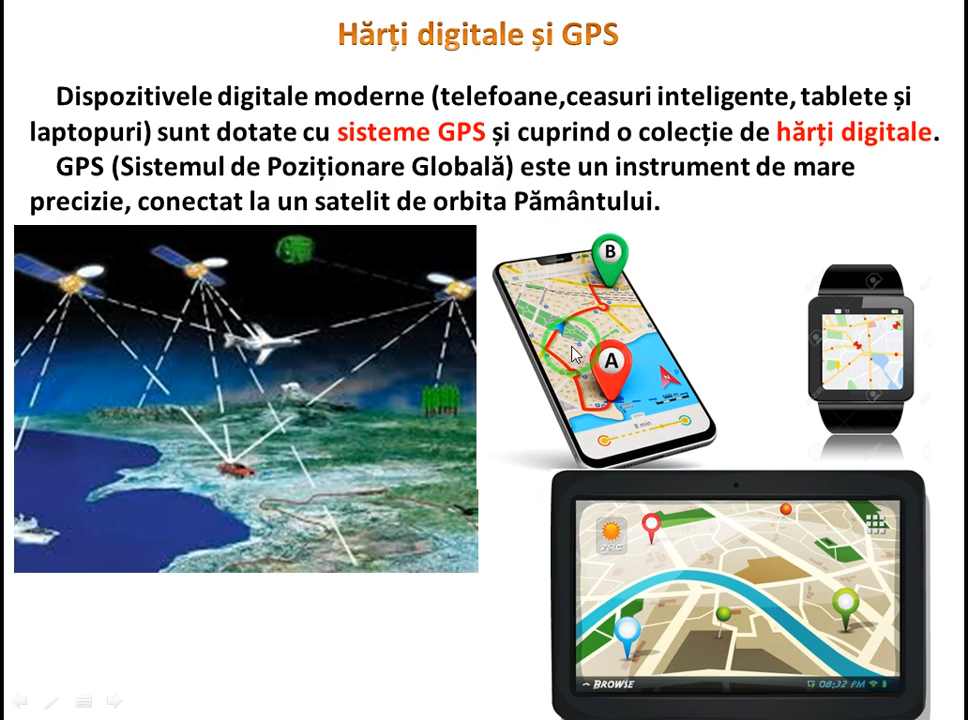 Hărți digitale și GPS
Dispozitivele digitale moderne (telefoane,ceasuri inteligente, tablete și
laptopuri) sunt dotate cu sisteme GPS și cuprind o colecție de hărți digitale.
GPS (Sistemul de Poziționare Globală) este un instrument de mare
precizie, conectat la un satelit de orbita Pământului.
B
A
N
8 min
26°C
BROWSE
08:32 PM